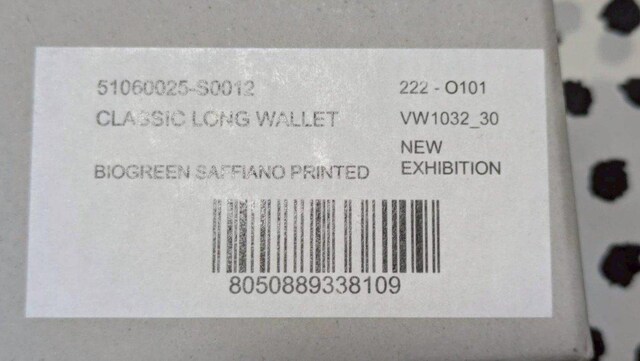 51060025-S0012
CLASSIC LONG WALLET
BIOGREEN SAFFIANO PRINTED
222 - O101
VW1032_30
NEW
EXHIBITION
8050889338109